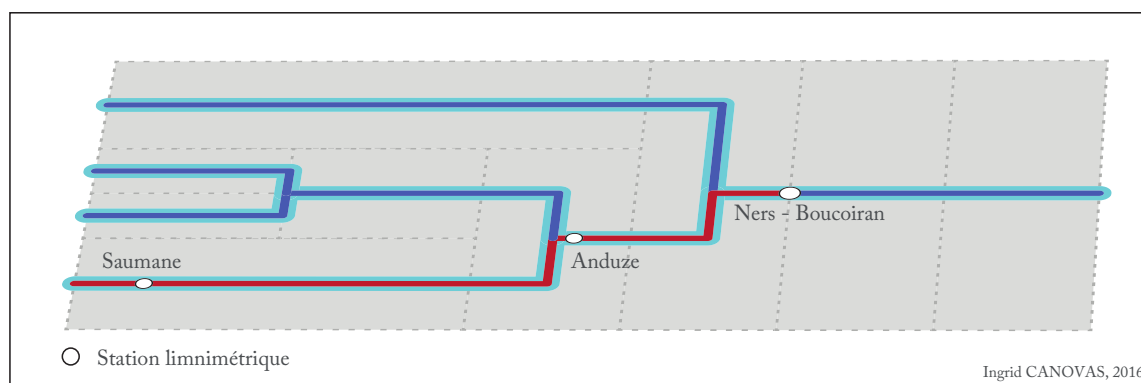 Ners - Boucoiran
Saumane
Anduze
Station limnimétrique
Ingrid CANOVAS, 2016